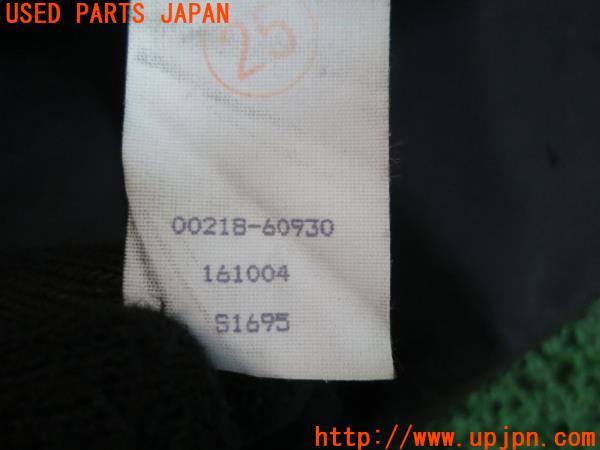 USED PARTS JAPAN
25
00218-60930
161004
S1695
http://www.upjpn.com